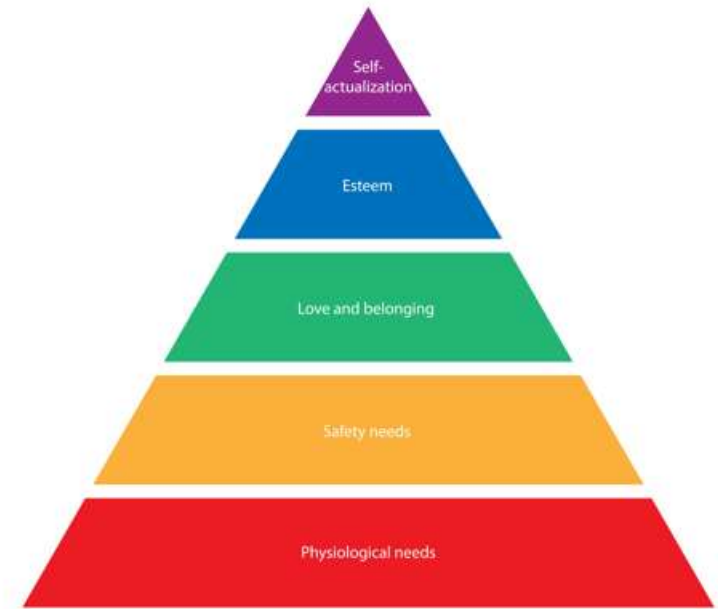 Self-
actualization
Esteem
Love and belonging
Safety needs
Physiological needs